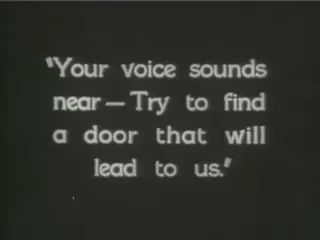 "Your voice sounds
near — Try to find
a door that will
lead to us."